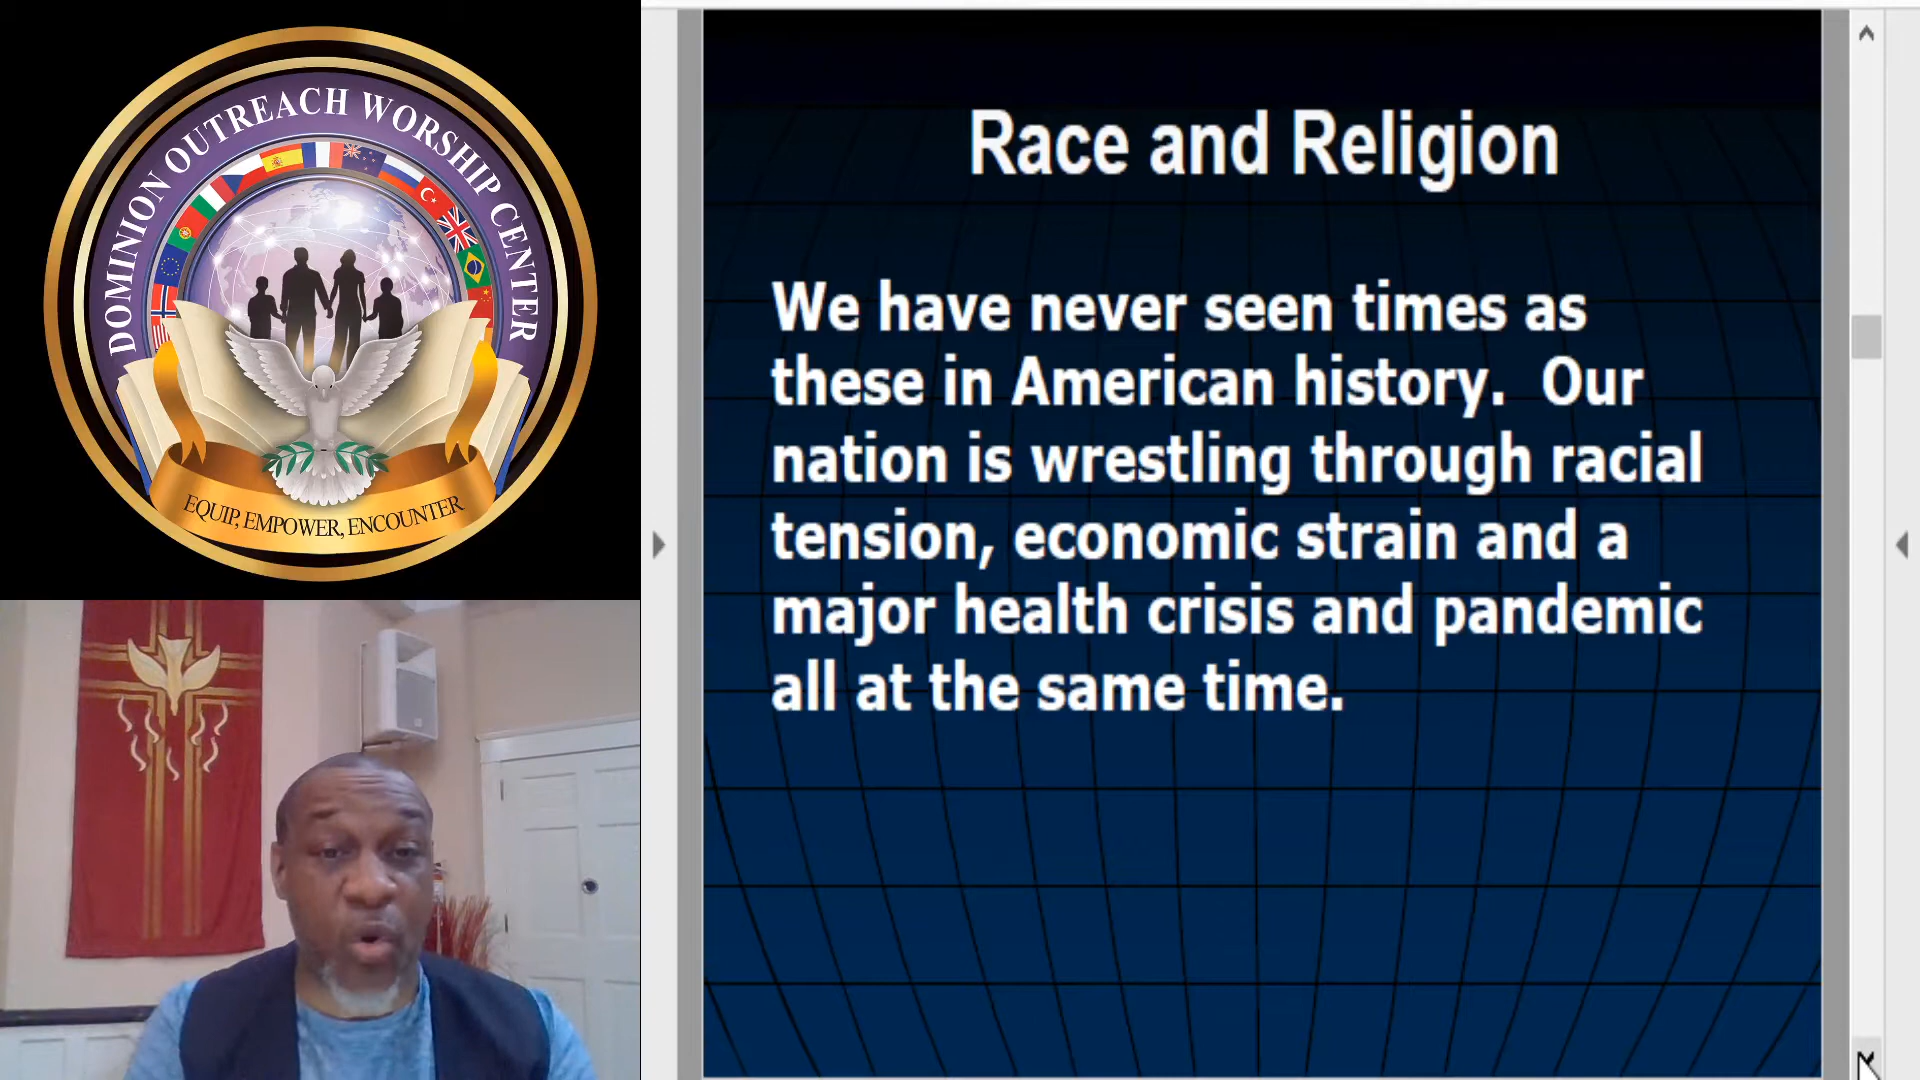 DOMINION OUTREACH WORSHIP CENTER
EQUIP, EMPOWER, ENCOUNTER
Race and Religion
We have never seen times as
these in American history.  Our
nation is wrestling through racial
tension, economic strain and a
major health crisis and pandemic
all at the same time.